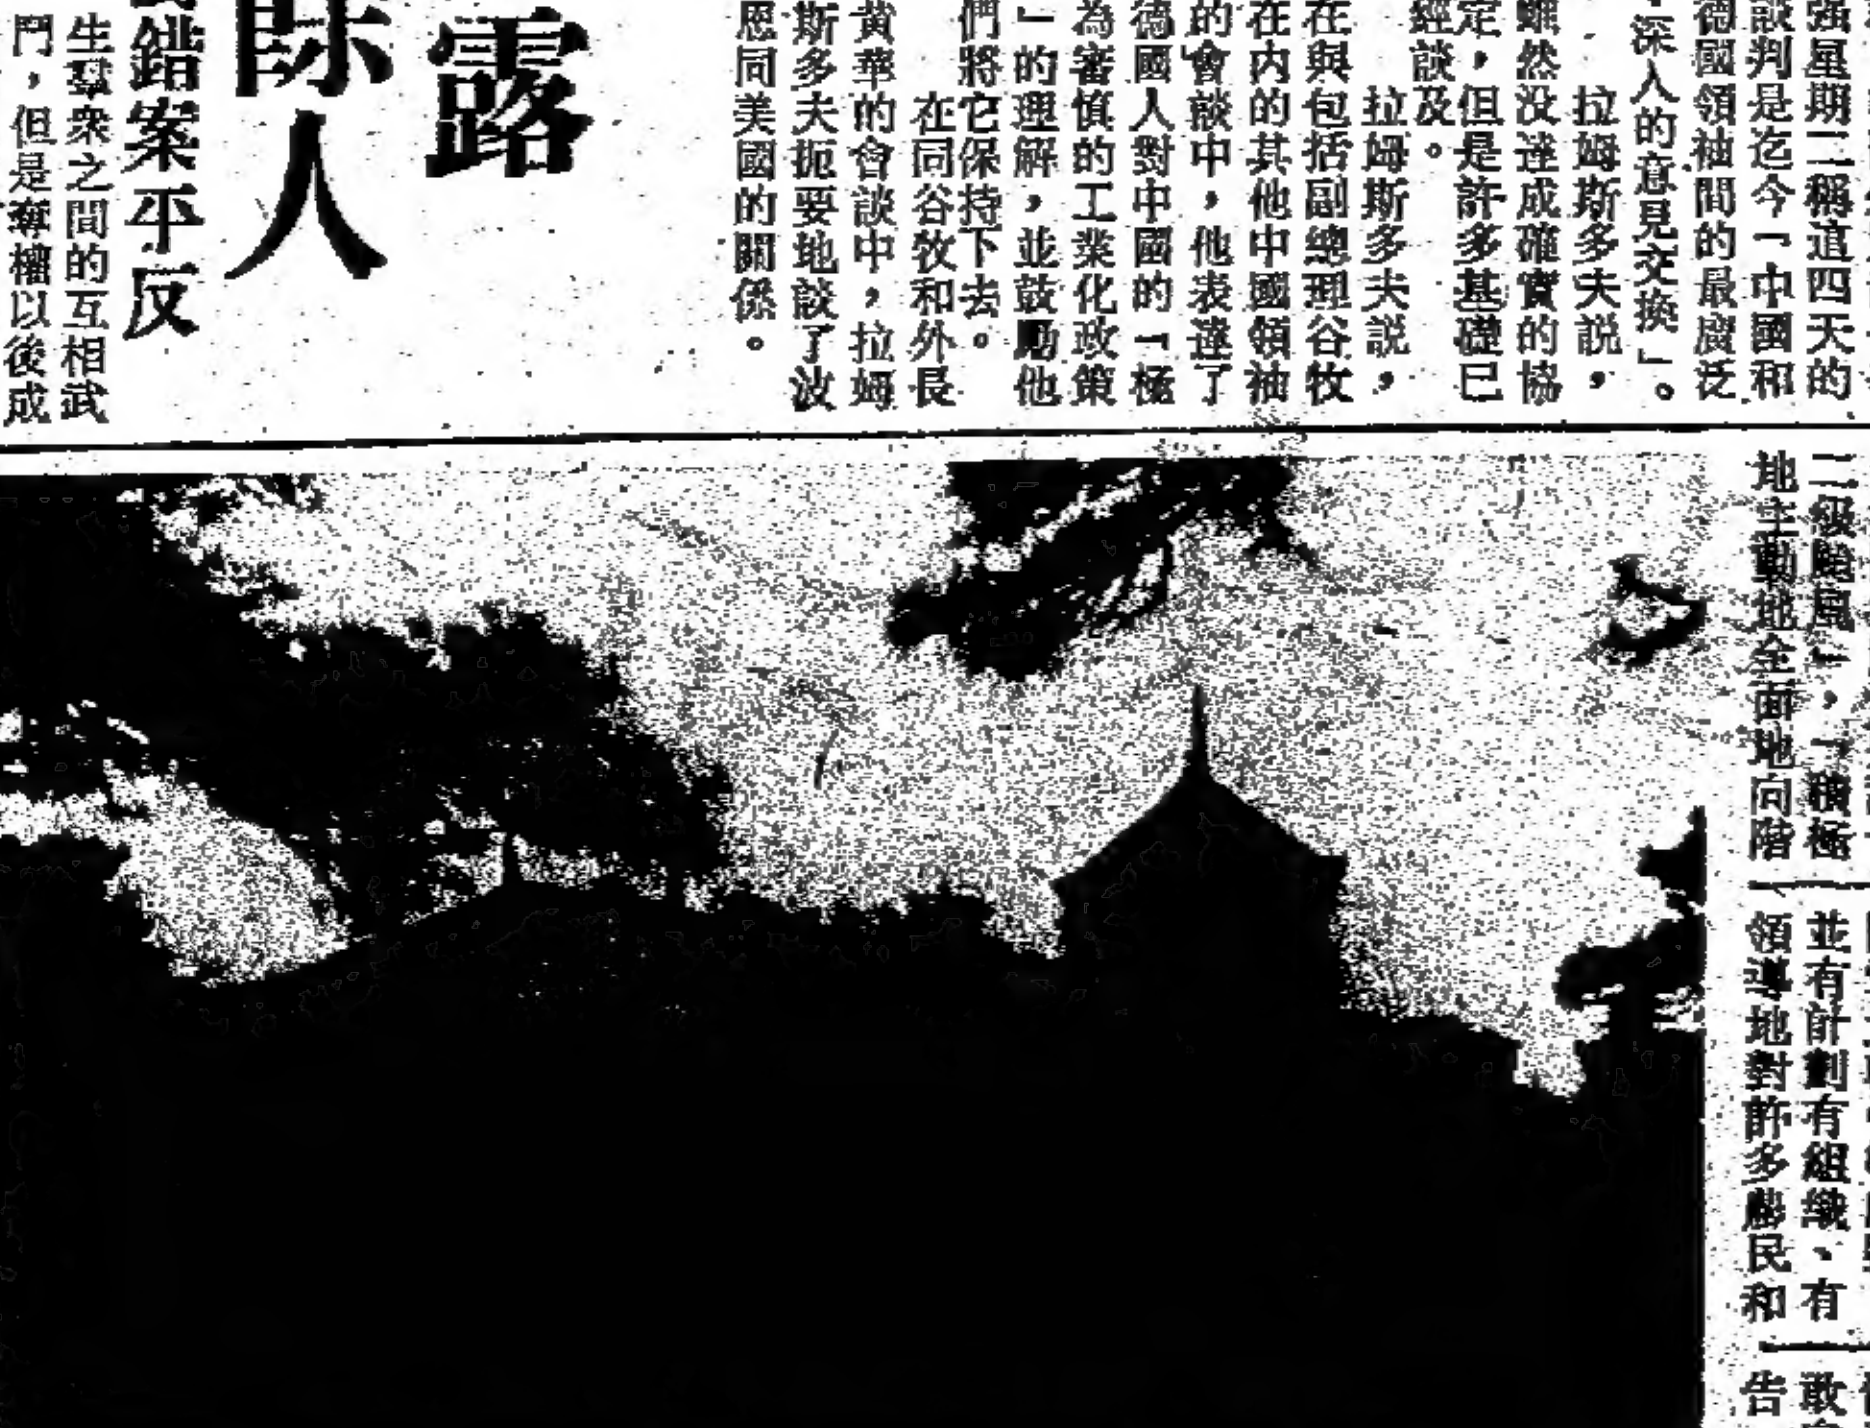 强星期二稱這四天的
談判是迄今「中國和
德國領袖間的最廣泛
深入的意見交換」。
拉姆斯多夫説，
雖然没達成確實的協
定，但是許多基礎已
經談及。
拉姆斯多夫説，
在與包括副總理谷牧
在内的其他中國領袖
的會談中，他表達了
德國人對中國的「極
為審慎的工業化政策
」的理解，並鼓勵他
們將它保持下去。
在同谷牧和外長
黄華的會談中，拉姆
斯多夫扼要地談了波
恩同美國的關係。
露
除人
錯案平反
生羣衆之間的互相武
鬥，但是奪權以後成
二級颱風」，「積極
地主動地全面地向階
並有計劃有組織、有
領導地對許多農民和
敢
告